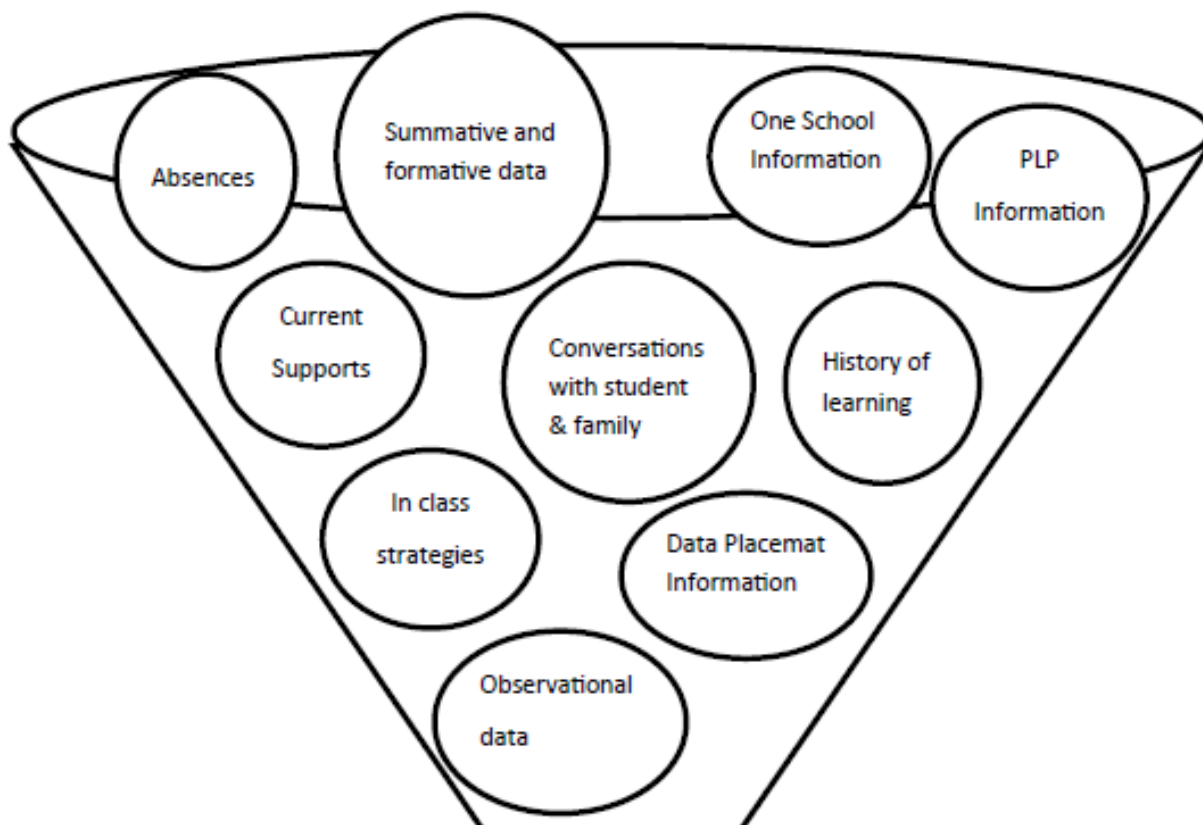 Absences
Summative and
formative data
One School
Information
PLP
Information
Current
Supports
Conversations
with student
& family
History of
learning
In class
strategies
Data Placemat
Information
Observational
data